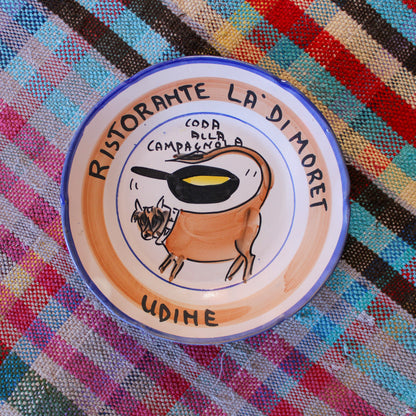 RISTORANTE LA' DI MORET
CODA
ALLA
CAMPAGNOLA
UDINE